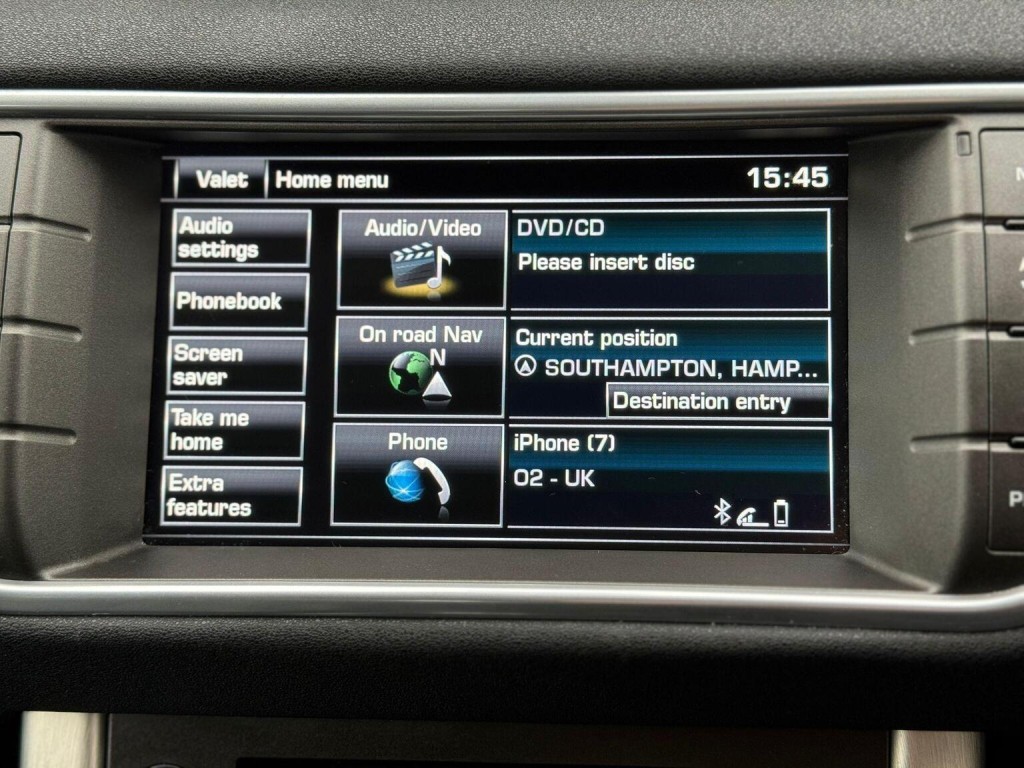 Valet
Home menu
15:45
Audio
settings
Phonebook
Screen
saver
Take me
home
Extra
features
Audio/Video
DVD/CD
Please insert disc
On road Nav
N
Current position
SOUTHAMPTON, HAMP...
Destination entry
Phone
iPhone (7)
O2 - UK